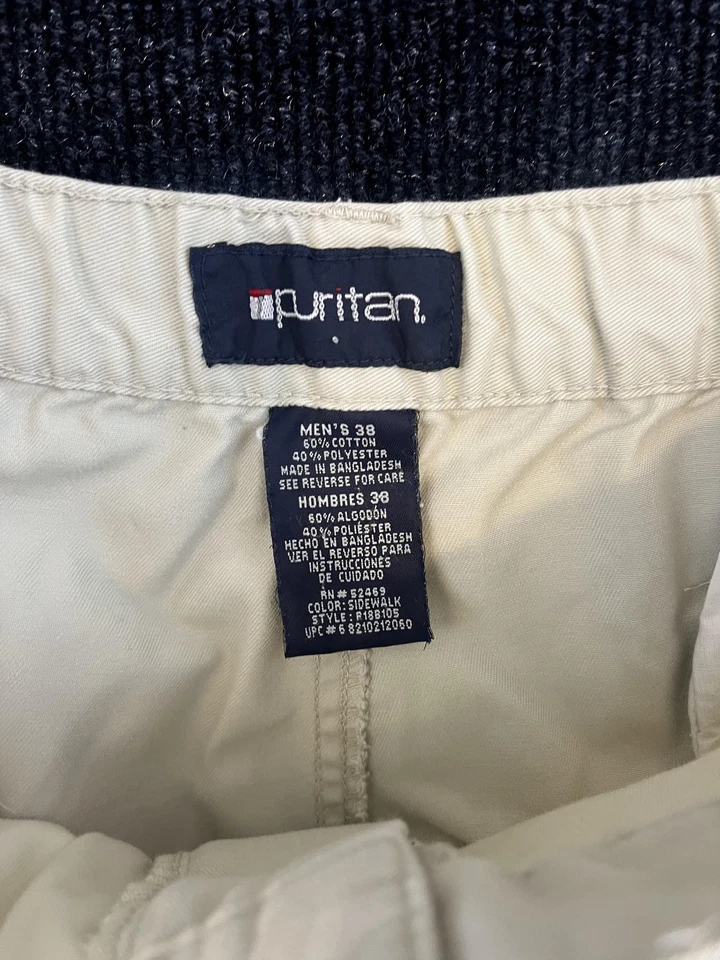 puritan.
MEN'S 38
60% COTTON
40% POLYESTER
MADE IN BANGLADESH
SEE REVERSE FOR CARE
HOMBRES 38
60% ALGODÓN
40% POLIÉSTER
HECHO EN BANGLADESH
VER EL REVERSO PARA
INSTRUCCIONES
DE CUIDADO
RN# 52469
COLOR: SIDEWALK
STYLE: R18B105
UPC# 6 8210212060